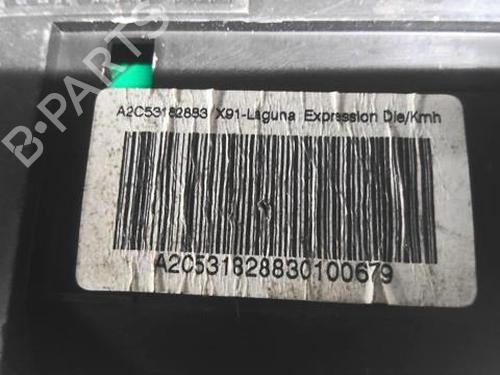 A2C53182883 X91-Laguna Expression Die/Kmh
A2C531828830100679
B-PARTS